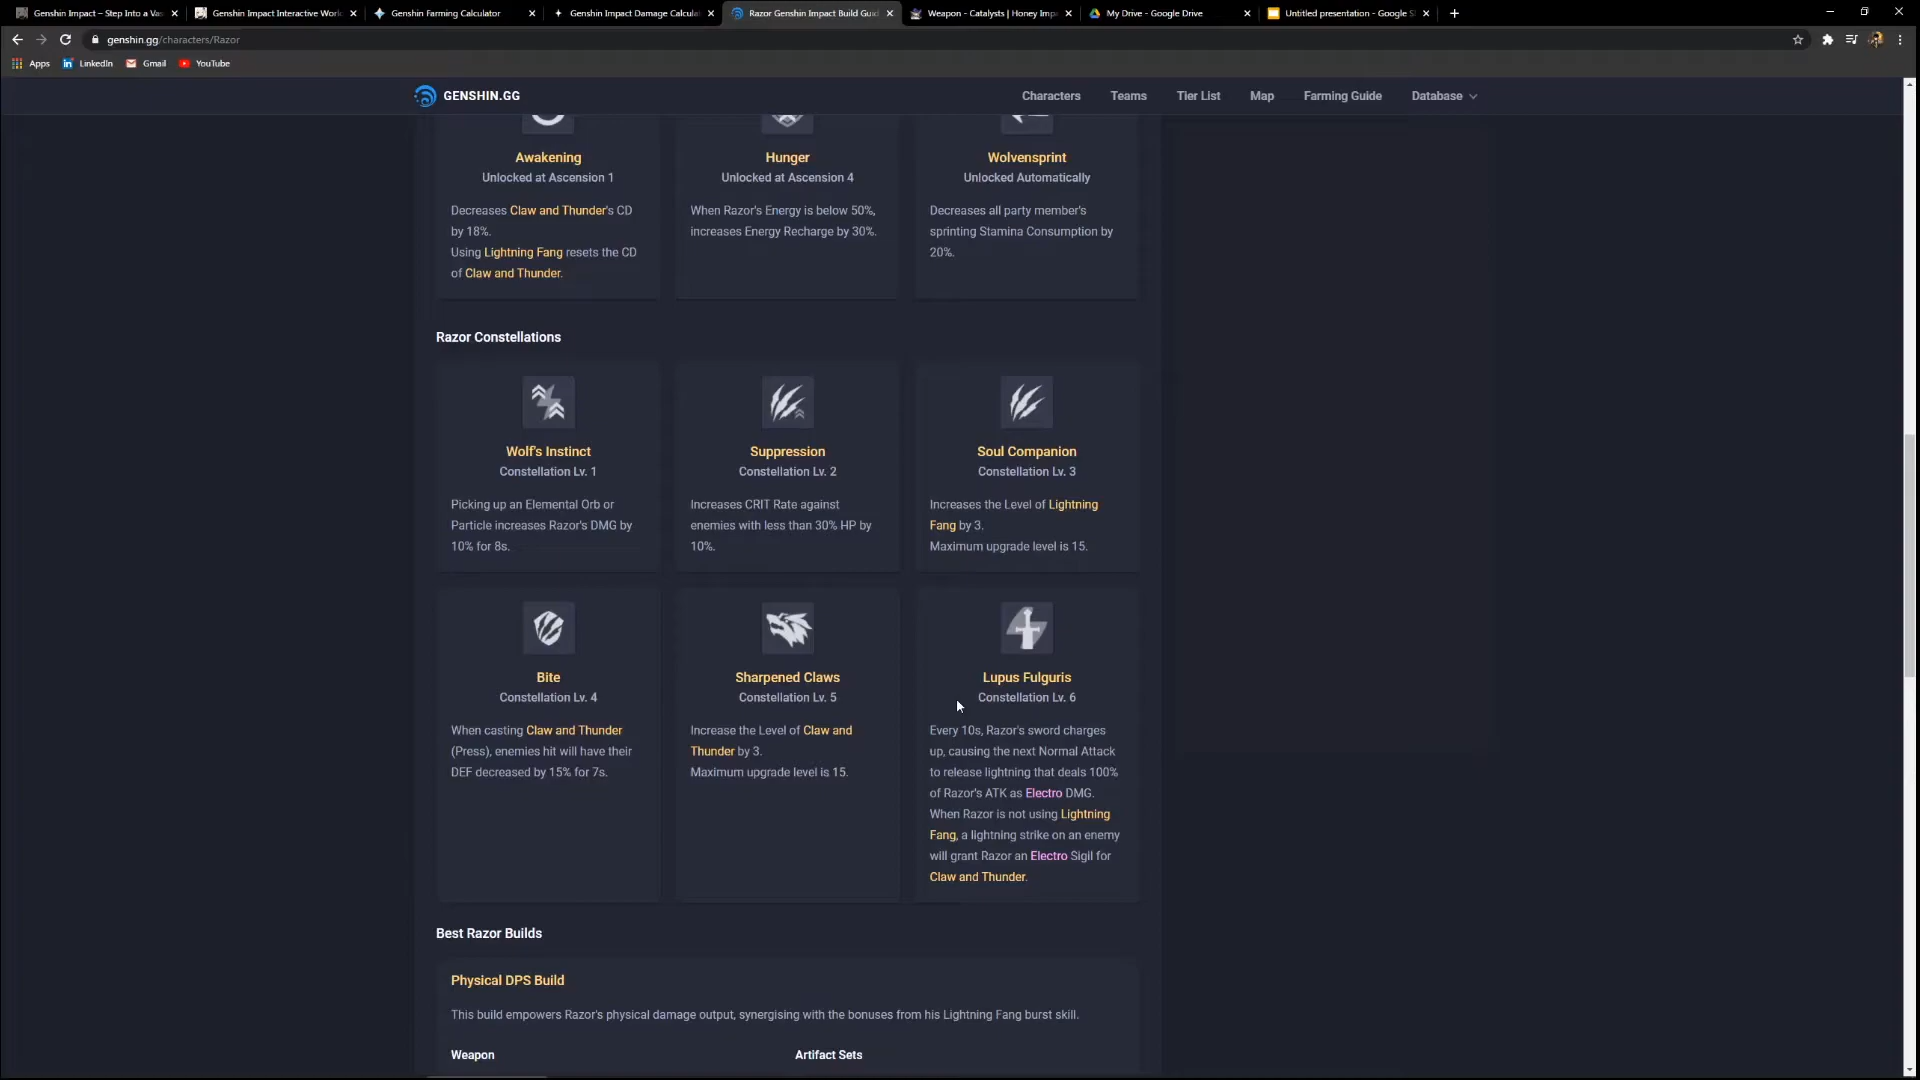 Genshin Impact – Step Into a Vas
Genshin Impact Interactive Worl
Genshin Farming Calculator
Genshin Impact Damage Calculat
Razor Genshin Impact Build Guid
Weapon - Catalysts | Honey Imp
My Drive - Google Drive
Untitled presentation - Google S
genshin.gg/characters/Razor
Apps
LinkedIn
Gmail
YouTube
GENSHIN.GG
Characters
Teams
Tier List
Map
Farming Guide
Database
Awakening
Unlocked at Ascension 1
Decreases Claw and Thunder's CD
by 18%.
Using Lightning Fang resets the CD
of Claw and Thunder.
Hunger
Unlocked at Ascension 4
When Razor's Energy is below 50%,
increases Energy Recharge by 30%.
Wolvensprint
Unlocked Automatically
Decreases all party member's
sprinting Stamina Consumption by
20%.
Razor Constellations
Wolf's Instinct
Constellation Lv. 1
Picking up an Elemental Orb or
Particle increases Razor's DMG by
10% for 8s.
Suppression
Constellation Lv. 2
Increases CRIT Rate against
enemies with less than 30% HP by
10%.
Soul Companion
Constellation Lv. 3
Increases the Level of Lightning
Fang by 3.
Maximum upgrade level is 15.
Bite
Constellation Lv. 4
When casting Claw and Thunder
(Press), enemies hit will have their
DEF decreased by 15% for 7s.
Sharpened Claws
Constellation Lv. 5
Increase the Level of Claw and
Thunder by 3.
Maximum upgrade level is 15.
Lupus Fulguris
Constellation Lv. 6
Every 10s, Razor's sword charges
up, causing the next Normal Attack
to release lightning that deals 100%
of Razor's ATK as Electro DMG.
When Razor is not using Lightning
Fang, a lightning strike on an enemy
will grant Razor an Electro Sigil for
Claw and Thunder.
Best Razor Builds
Physical DPS Build
This build empowers Razor's physical damage output, synergising with the bonuses from his Lightning Fang burst skill.
Weapon
Artifact Sets